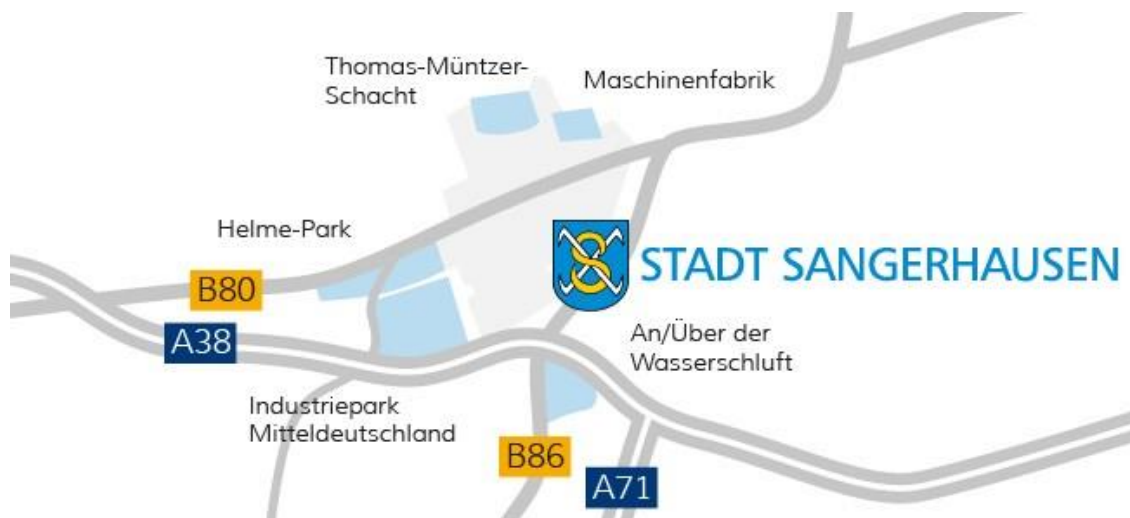 Thomas-Müntzer-
Schacht
Maschinenfabrik
Helme-Park
STADT SANGERHAUSEN
B80
A38
An/Über der
Wasserschluft
Industriepark
Mitteldeutschland
B86
A71